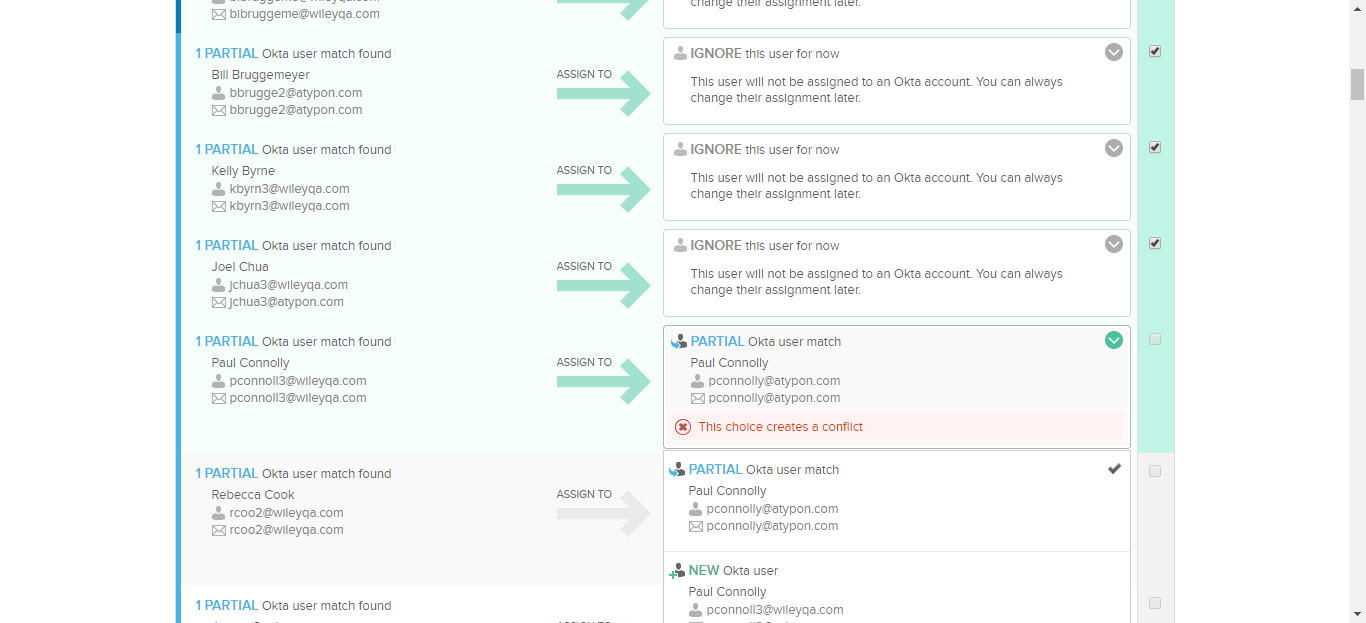 bibruggeme@wileyqa.com
change their assignment later.
1 PARTIAL Okta user match found
Bill Bruggemeyer
bbrugge2@atypon.com
bbrugge2@atypon.com
ASSIGN TO
IGNORE this user for now
This user will not be assigned to an Okta account. You can always
change their assignment later.
1 PARTIAL Okta user match found
Kelly Byrne
kbyrn3@wileyqa.com
kbyrn3@wileyqa.com
ASSIGN TO
IGNORE this user for now
This user will not be assigned to an Okta account. You can always
change their assignment later.
1 PARTIAL Okta user match found
Joel Chua
jchua3@wileyqa.com
jchua3@atypon.com
ASSIGN TO
IGNORE this user for now
This user will not be assigned to an Okta account. You can always
change their assignment later.
1 PARTIAL Okta user match found
Paul Connolly
pconnoll3@wileyqa.com
pconnoll3@wileyqa.com
ASSIGN TO
PARTIAL Okta user match
Paul Connolly
pconnolly@atypon.com
pconnolly@atypon.com
This choice creates a conflict
1 PARTIAL Okta user match found
Rebecca Cook
rcoo2@wileyqa.com
rcoo2@wileyqa.com
ASSIGN TO
PARTIAL Okta user match
Paul Connolly
pconnolly@atypon.com
pconnolly@atypon.com
NEW Okta user
Paul Connolly
pconnoll3@wileyqa.com
1 PARTIAL Okta user match found